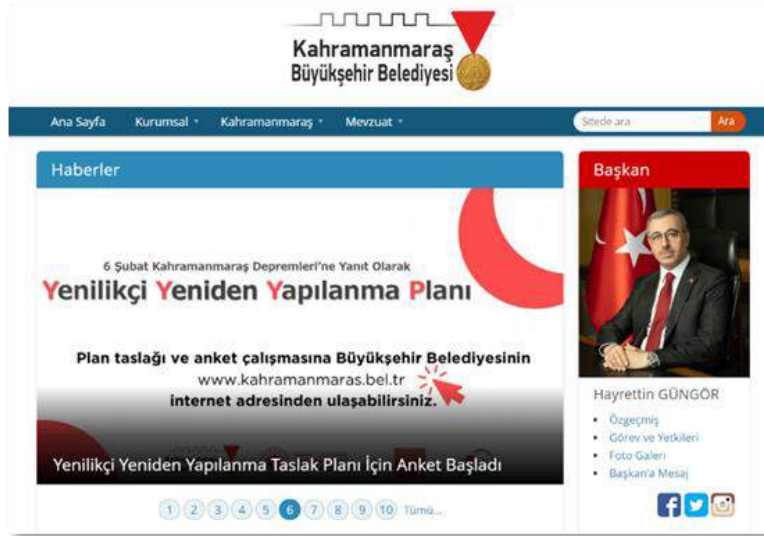 Kahramanmaraş
Büyükşehir Belediyesi
Ana Sayfa Kurumsal Kahramanmaraş Mevzuat Sitede ara Ara
Haberler
6 Şubat Kahramanmaraş Depremleri'ne Yanıt Olarak
Yenilikçi Yeniden Yapılanma Planı
Plan taslağı ve anket çalışmasına Büyükşehir Belediyesinin
www.kahramanmaras.bel.tr
internet adresinden ulaşabilirsiniz.
Yenilikçi Yeniden Yapılanma Taslak Planı İçin Anket Başladı
1 2 3 4 5 6 7 8 9 10 Tümü...
Başkan
Hayrettin GÜNGÖR
Özgeçmiş
Görev ve Yetkileri
Foto Galeri
Başkan'a Mesaj